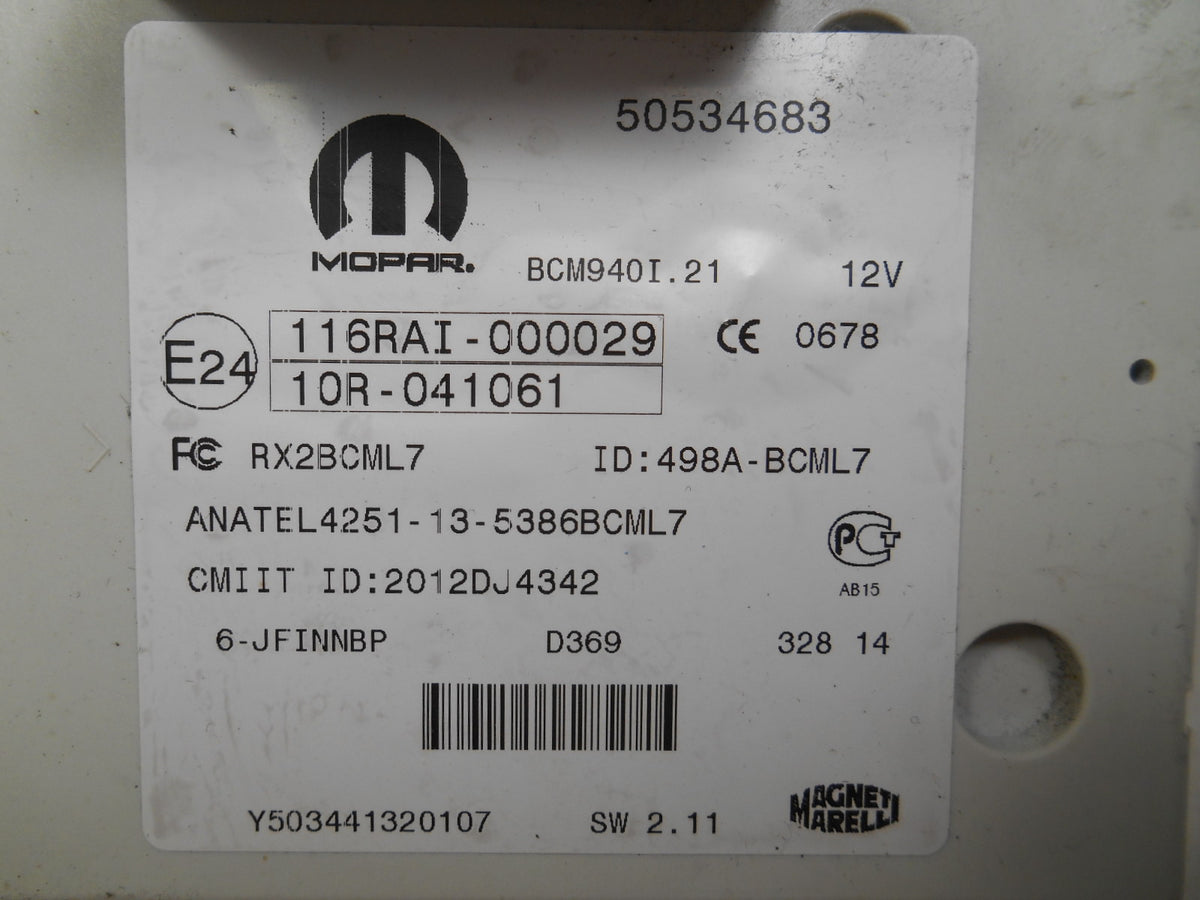 50534683
MOPAR.
BCM940I.21 12V
E24 116RAI-000029 CE 0678
10R-041061
FC RX2BCML7 ID:498A-BCML7
ANATEL4251-13-5386BCML7
PCT
CMIIT ID:2012DJ4342 AB15
6-JFINNBP D369 328 14
Y503441320107 SW 2.11 MAGNETI MARELLI